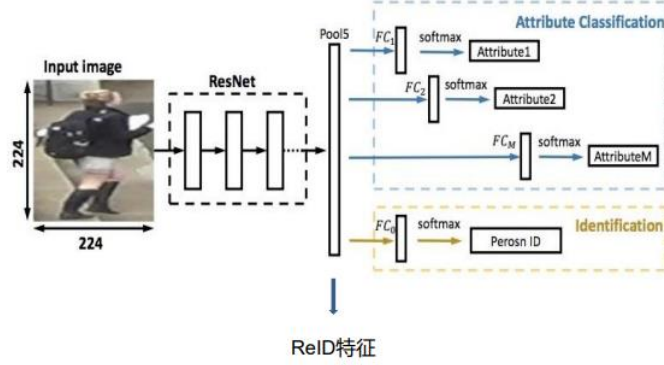 Attribute Classification
Pool5
FC1
softmax
Attribute1
Input image
ResNet
FC2
softmax
Attribute2
224
FCM
softmax
AttributeM
FC0
softmax
Identification
Perosn ID
224
ReID特征